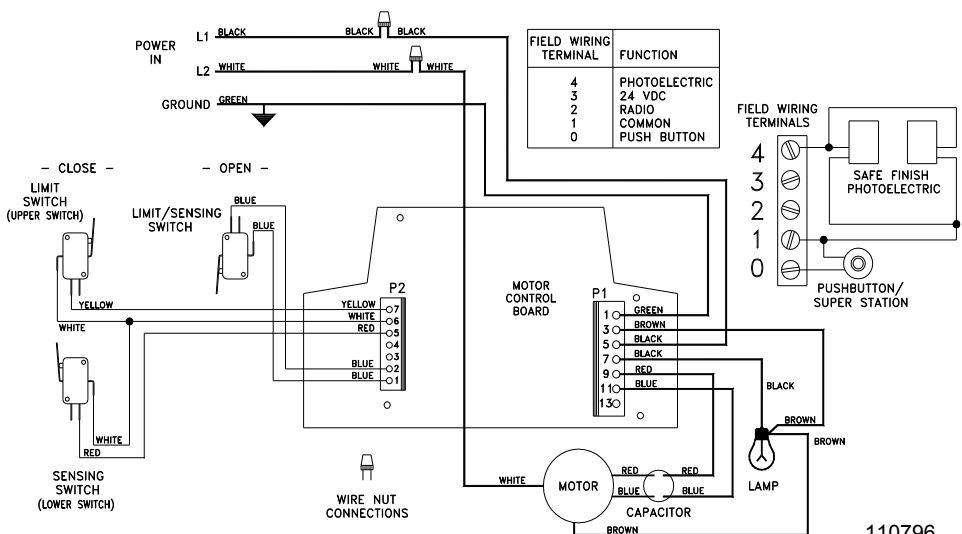 POWER
IN
L1 BLACK BLACK BLACK
L2 WHITE WHITE WHITE
GROUND GREEN
FIELD WIRING
TERMINAL FUNCTION
4 PHOTOELECTRIC
3 24 VDC
2 RADIO
1 COMMON
0 PUSH BUTTON
FIELD WIRING
TERMINALS
4
3
2
1
0
SAFE FINISH
PHOTOELECTRIC
PUSHBUTTON/
SUPER STATION
- CLOSE -
LIMIT
SWITCH
(UPPER SWITCH)
- OPEN -
LIMIT/SENSING
SWITCH
BLUE
BLUE
YELLOW
WHITE
RED
BLUE
BLUE
WHITE
WHITE
RED
SENSING
SWITCH
(LOWER SWITCH)
P2
7
6
5
4
3
2
1
MOTOR
CONTROL
BOARD
P1
1 GREEN
3 BROWN
5 BLACK
7 BLACK
9 RED
11 BLUE
13
BLACK
BROWN
BROWN
LAMP
WIRE NUT
CONNECTIONS
WHITE
MOTOR
RED RED
BLUE BLUE
CAPACITOR
BROWN
110796